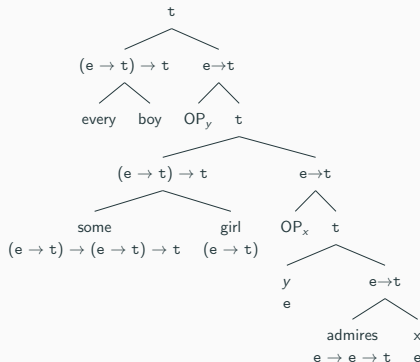 t
(e → t) → t e→t
every boy OP_y t
(e → t) → t e→t
some girl OP_x t
(e → t) → (e → t) → t (e → t)
y e→t
e
admires x
e → e → t e